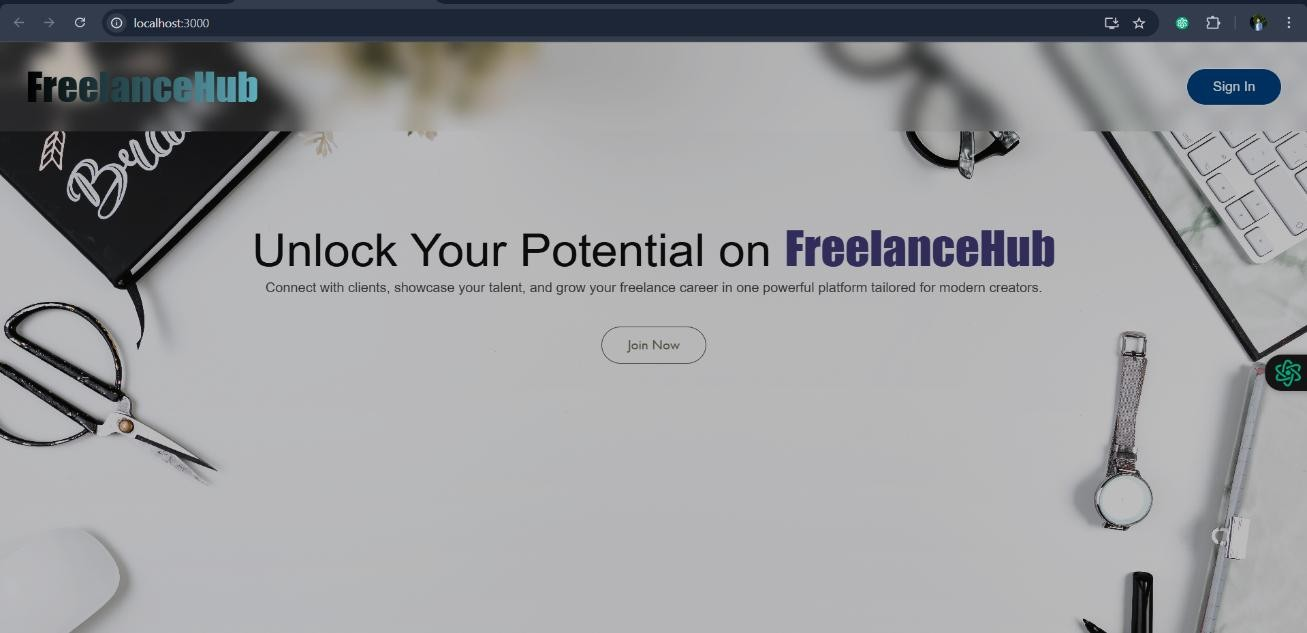 localhost:3000
FreelanceHub
Sign In
Unlock Your Potential on FreelanceHub
Connect with clients, showcase your talent, and grow your freelance career in one powerful platform tailored for modern creators.
Join Now